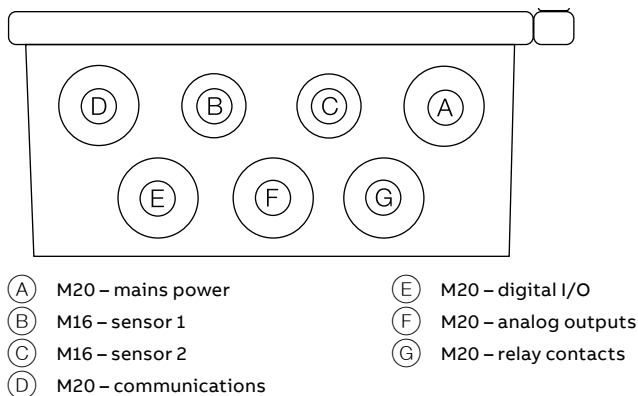 D B C A
E F G
A M20 – mains power
B M16 – sensor 1
C M16 – sensor 2
D M20 – communications
E M20 – digital I/O
F M20 – analog outputs
G M20 – relay contacts